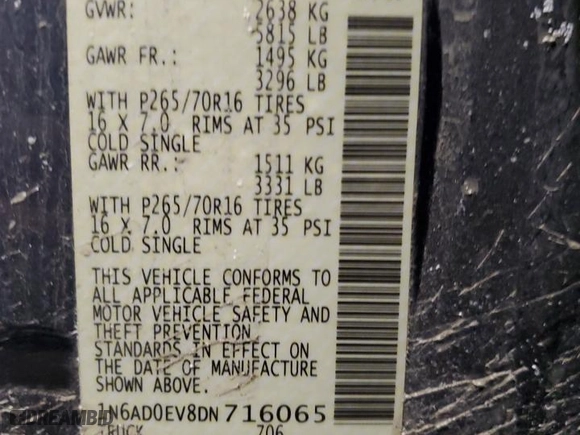 GVWR: 2638 KG
5815 LB
GAWR FR.: 1495 KG
3296 LB
WITH P265/70R16 TIRES
16 X 7.0 RIMS AT 35 PSI
COLD SINGLE
GAWR RR.: 1511 KG
3331 LB
WITH P265/70R16 TIRES
16 X 7.0 RIMS AT 35 PSI
COLD SINGLE
THIS VEHICLE CONFORMS TO
ALL APPLICABLE FEDERAL
MOTOR VEHICLE SAFETY AND
THEFT PREVENTION
STANDARDS IN EFFECT ON
THE DATE OF MANUFACTURE
SHOWN ABOVE.
1N6AD0EV8DN716065
TRUCK 706
DREAMBID